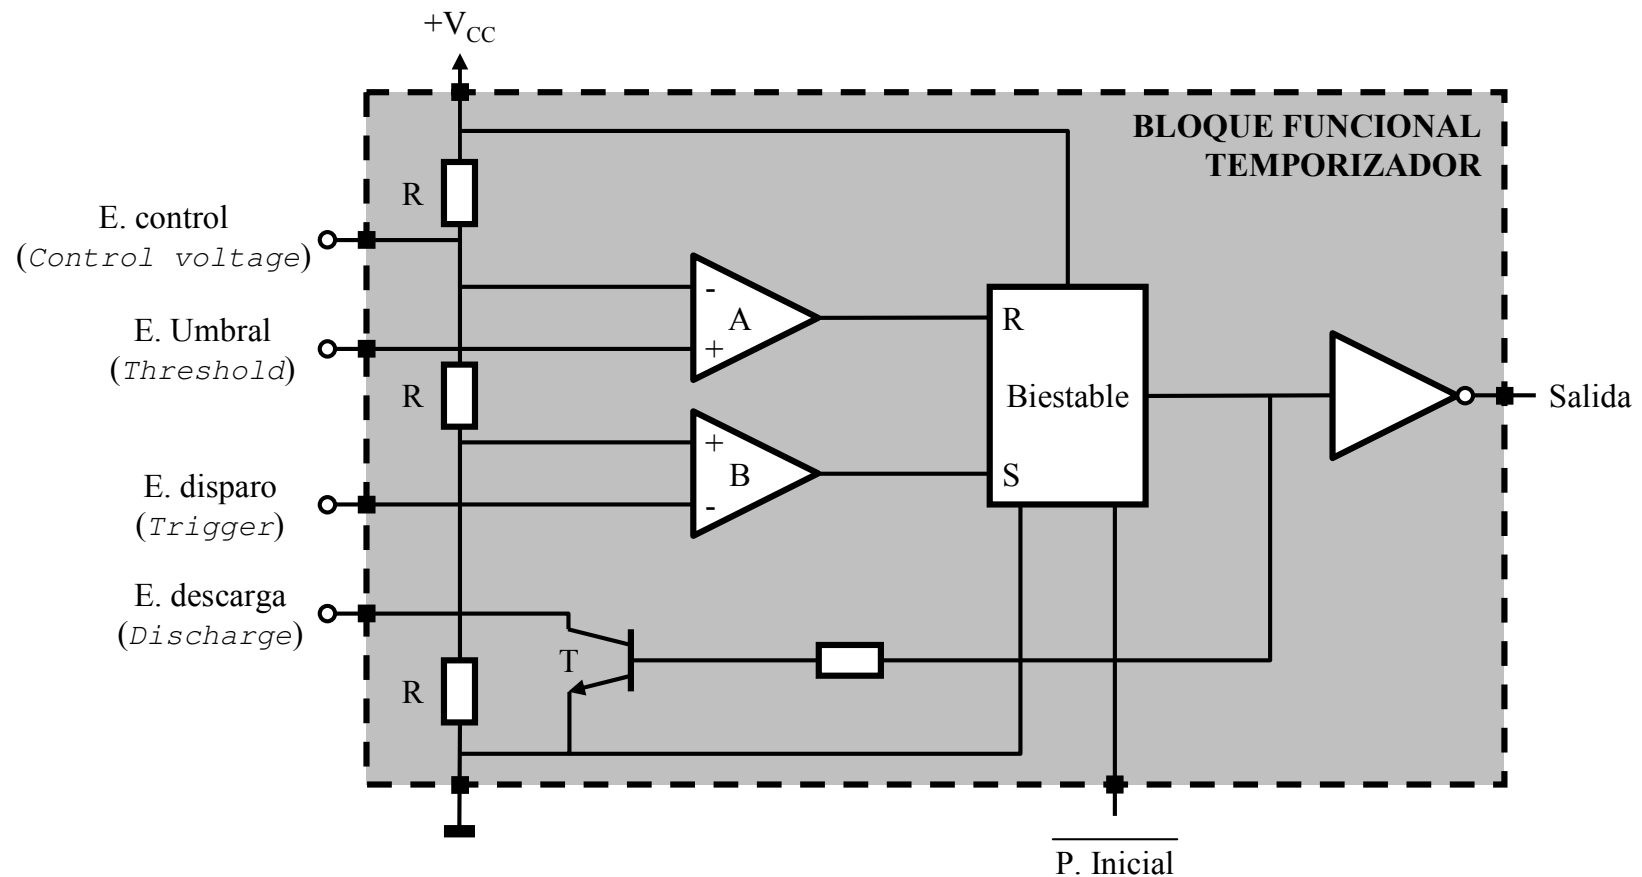 +VCC
BLOQUE FUNCIONAL
TEMPORIZADOR
R
E. control
(Control voltage)
-
A
+
R
E. Umbral
(Threshold)
R
Biestable
Salida
+
B
-
S
E. disparo
(Trigger)
E. descarga
(Discharge)
T
R
P. Inicial